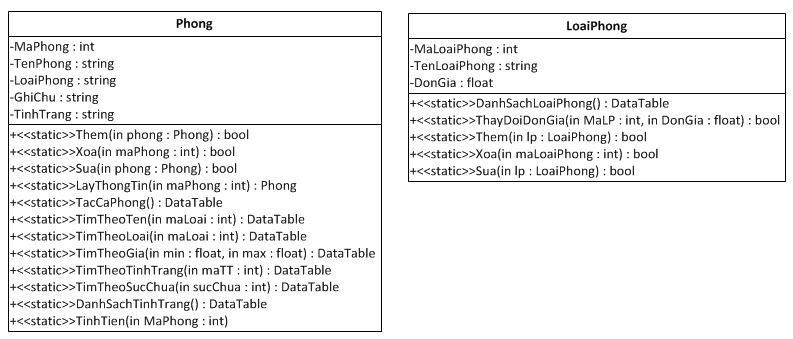 Phong
-MaPhong : int
-TenPhong : string
-LoaiPhong : string
-GhiChu : string
-TinhTrang : string
+<<static>>Them(in phong : Phong) : bool
+<<static>>Xoa(in maPhong : int) : bool
+<<static>>Sua(in phong : Phong) : bool
+<<static>>LayThongTin(in maPhong : int) : Phong
+<<static>>TacCaPhong() : DataTable
+<<static>>TimTheoTen(in maLoai : int) : DataTable
+<<static>>TimTheoLoai(in maLoai : int) : DataTable
+<<static>>TimTheoGia(in min : float, in max : float) : DataTable
+<<static>>TimTheoTinhTrang(in maTT : int) : DataTable
+<<static>>TimTheoSucChua(in sucChua : int) : DataTable
+<<static>>DanhSachTinhTrang() : DataTable
+<<static>>TinhTien(in MaPhong : int)
LoaiPhong
-MaLoaiPhong : int
-TenLoaiPhong : string
-DonGia : float
+<<static>>DanhSachLoaiPhong() : DataTable
+<<static>>ThayDoiDonGia(in MaLP : int, in DonGia : float) : bool
+<<static>>Them(in lp : LoaiPhong) : bool
+<<static>>Xoa(in maLoaiPhong : int) : bool
+<<static>>Sua(in lp : LoaiPhong) : bool